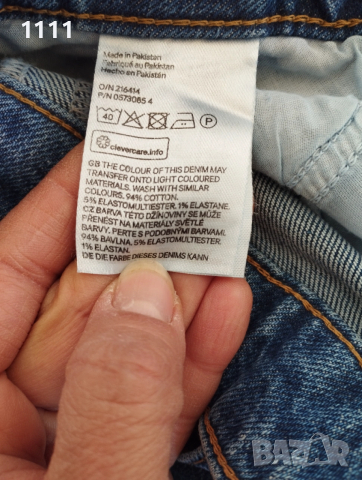 1111
Made in Pakistan
Fabriqué au Pakistan
Hecho en Pakistán
O/N 216414
P/N 0573065 4
40 P
clevercare.info
GB THE COLOUR OF THIS DENIM MAY
TRANSFER ONTO LIGHT COLOURED
MATERIALS. WASH WITH SIMILAR
COLOURS. 94% COTTON.
5% ELASTOMULTIESTER. 1% ELASTANE.
CZ BARVA TÉTO DŽÍNOVINY SE MŮŽE
PŘENÉST NA MATERIÁLY SVĚTLÉ
BARVY. PERTE S PODOBNÝMI BARVAMI.
94% BAVLNA. 5% ELASTOMULTIESTER.
1% ELASTAN.
DE DIE FARBE DIESES DENIMS KANN
BAZAR